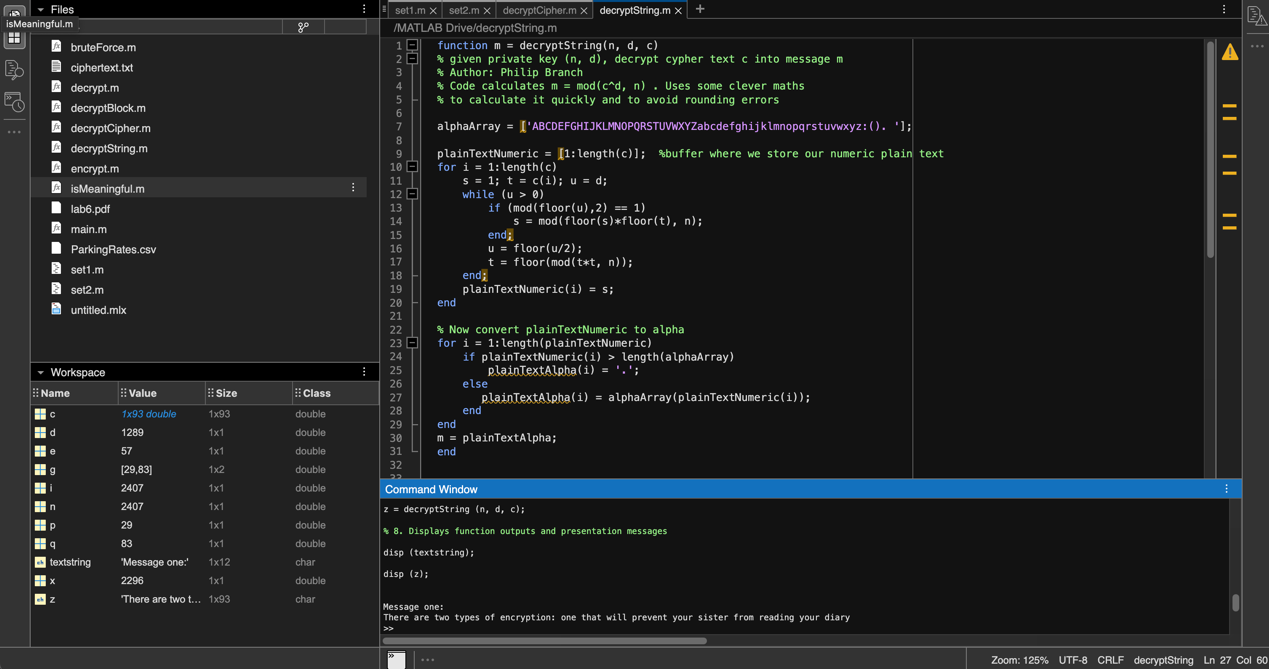 Files
isMeaningful.m
bruteForce.m
ciphertext.txt
decrypt.m
decryptBlock.m
decryptCipher.m
decryptString.m
encrypt.m
isMeaningful.m
lab6.pdf
main.m
ParkingRates.csv
set1.m
set2.m
untitled.mlx
Workspace
Name Value Size Class
c 1x93 double 1x93 double
d 1289 1x1 double
e 57 1x1 double
g [29,83] 1x2 double
i 2407 1x1 double
n 2407 1x1 double
p 29 1x1 double
q 83 1x1 double
textstring 'Message one:' 1x12 char
x 2296 1x1 double
z 'There are two t... 1x93 char
set1.m × set2.m × decryptCipher.m × decryptString.m × +
/MATLAB Drive/decryptString.m
1 function m = decryptString(n, d, c)
2 % given private key (n, d), decrypt cypher text c into message m
3 % Author: Philip Branch
4 % Code calculates m = mod(c^d, n) . Uses some clever maths
5 % to calculate it quickly and to avoid rounding errors
6
7 alphaArray = ['ABCDEFGHIJKLMNOPQRSTUVWXYZabcdefghijklmnopqrstuvwxyz:(). '];
8
9 plainTextNumeric = [1:length(c)]; %buffer where we store our numeric plain text
10 for i = 1:length(c)
11 s = 1; t = c(i); u = d;
12 while (u > 0)
13 if (mod(floor(u),2) == 1)
14 s = mod(floor(s)*floor(t), n);
15 end;
16 u = floor(u/2);
17 t = floor(mod(t*t, n));
18 end;
19 plainTextNumeric(i) = s;
20 end
21
22 % Now convert plainTextNumeric to alpha
23 for i = 1:length(plainTextNumeric)
24 if plainTextNumeric(i) > length(alphaArray)
25 plainTextAlpha(i) = '.';
26 else
27 plainTextAlpha(i) = alphaArray(plainTextNumeric(i));
28 end
29 end
30 m = plainTextAlpha;
31 end
32
33
Command Window
z = decryptString (n, d, c);
% 8. Displays function outputs and presentation messages
disp (textstring);
disp (z);
Message one:
There are two types of encryption: one that will prevent your sister from reading your diary
>>
Zoom: 125% UTF-8 CRLF decryptString Ln 27 Col 60